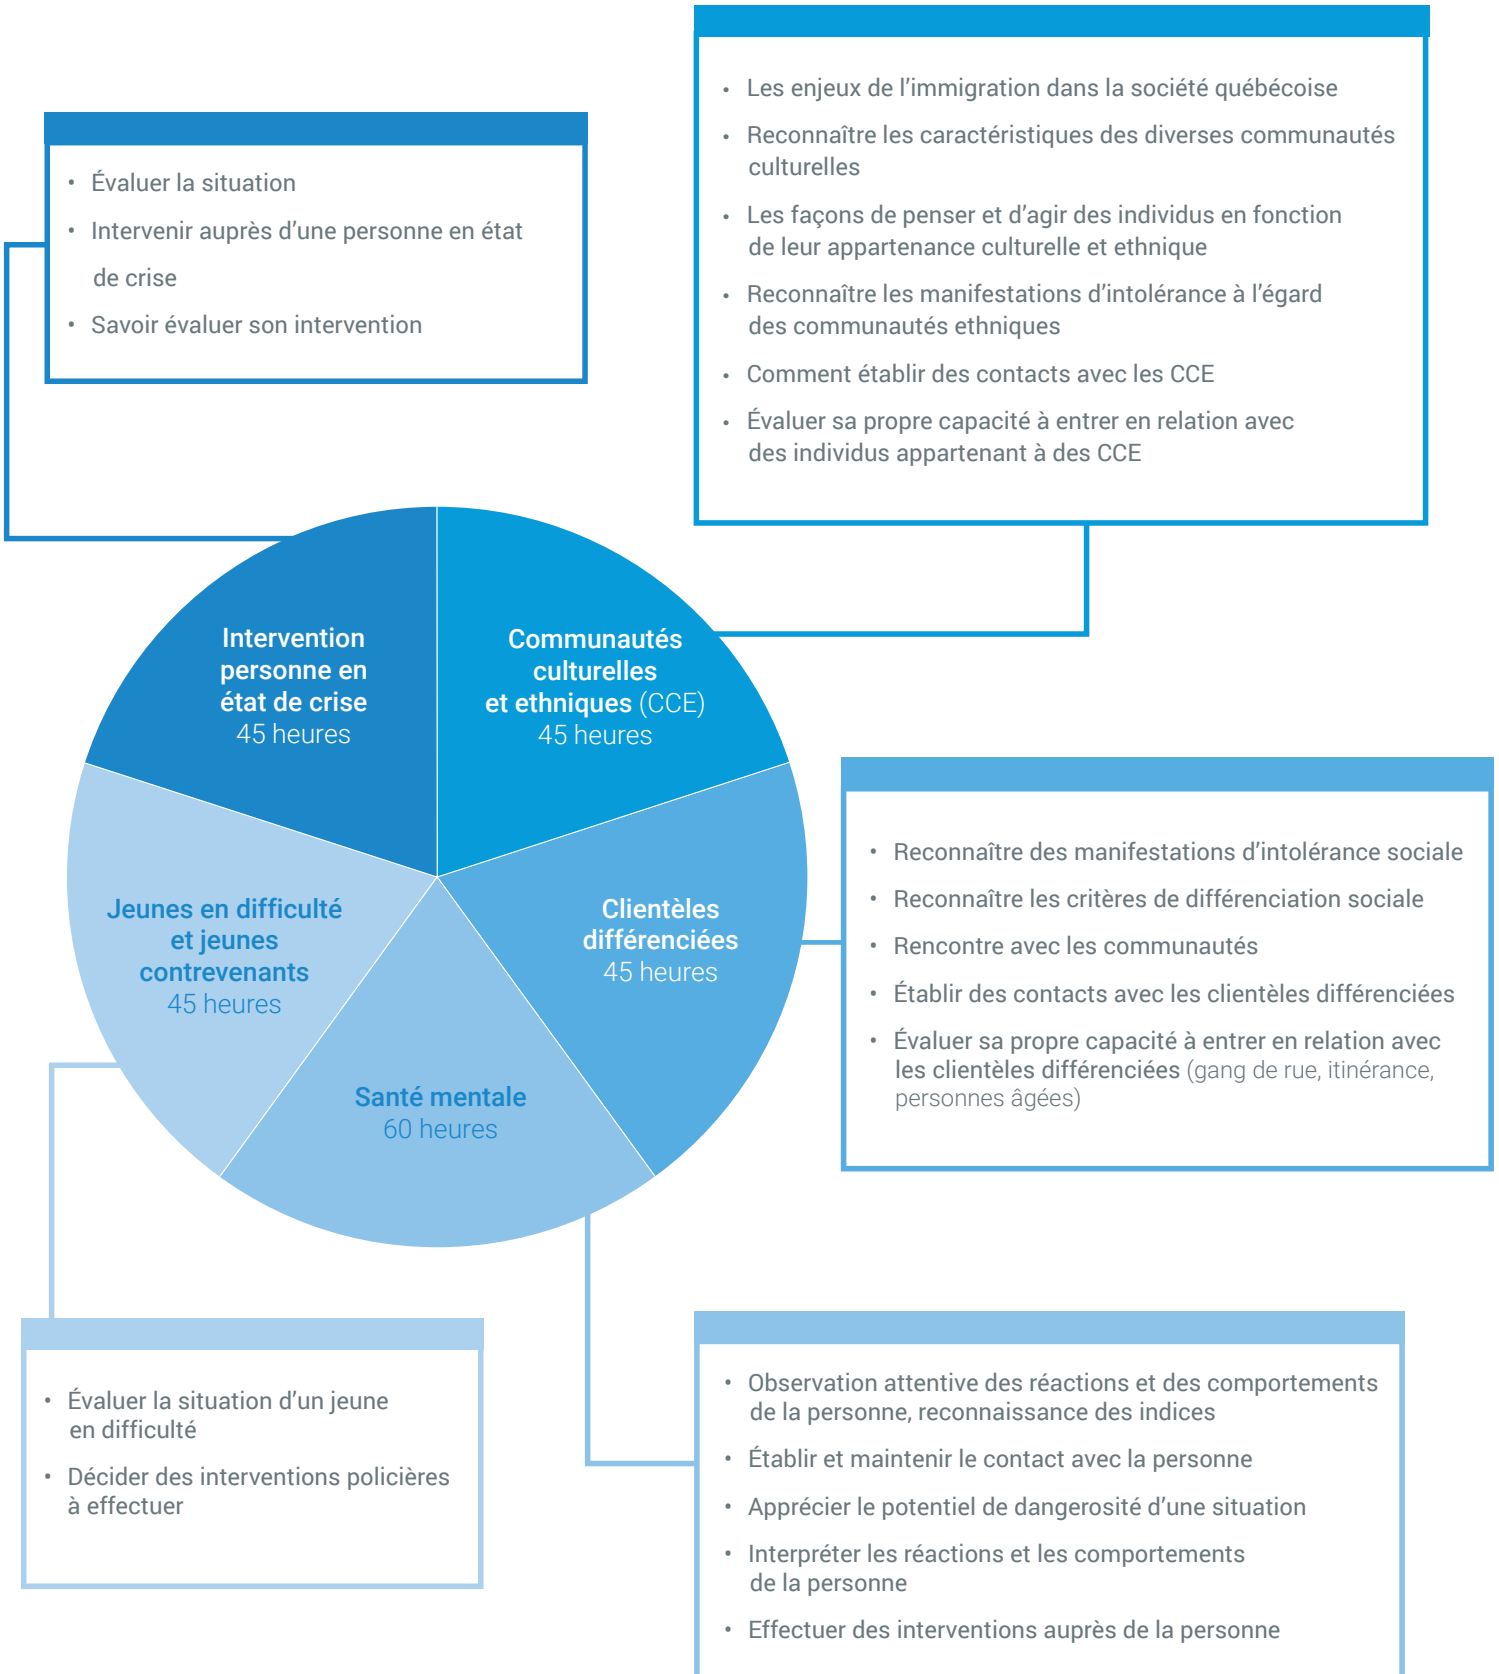 • Les enjeux de l’immigration dans la société québécoise
• Reconnaître les caractéristiques des diverses communautés
culturelles
• Les façons de penser et d’agir des individus en fonction
de leur appartenance culturelle et ethnique
• Reconnaître les manifestations d’intolérance à l’égard
des communautés ethniques
• Comment établir des contacts avec les CCE
• Évaluer sa propre capacité à entrer en relation avec
des individus appartenant à des CCE
• Évaluer la situation
• Intervenir auprès d’une personne en état
de crise
• Savoir évaluer son intervention
Intervention
personne en
état de crise
45 heures
Communautés
culturelles
et ethniques (CCE)
45 heures
Jeunes en difficulté
et jeunes
contrevenants
45 heures
Clientèles
différenciées
45 heures
Santé mentale
60 heures
• Reconnaître des manifestations d’intolérance sociale
• Reconnaître les critères de différenciation sociale
• Rencontre avec les communautés
• Établir des contacts avec les clientèles différenciées
• Évaluer sa propre capacité à entrer en relation avec
les clientèles différenciées (gang de rue, itinérance,
personnes âgées)
• Évaluer la situation d’un jeune
en difficulté
• Décider des interventions policières
à effectuer
• Observation attentive des réactions et des comportements
de la personne, reconnaissance des indices
• Établir et maintenir le contact avec la personne
• Apprécier le potentiel de dangerosité d’une situation
• Interpréter les réactions et les comportements
de la personne
• Effectuer des interventions auprès de la personne